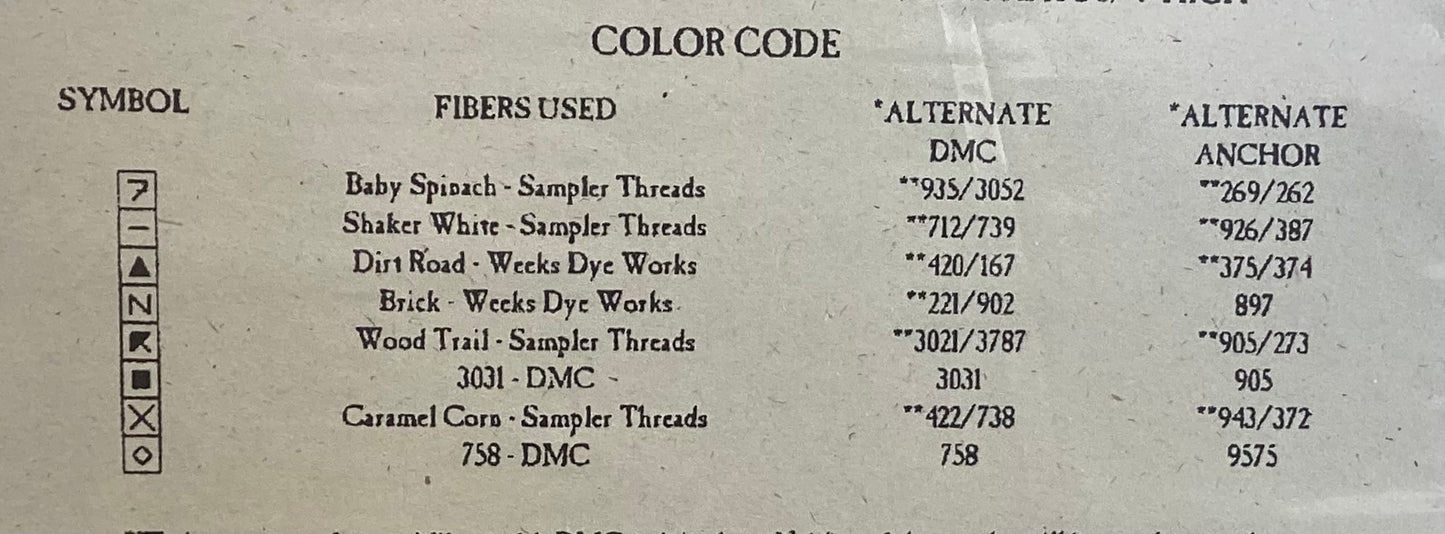 COLOR CODE
SYMBOL FIBERS USED *ALTERNATE *ALTERNATE
DMC ANCHOR
Baby Spinach - Sampler Threads **935/3052 **269/262
Shaker White - Sampler Threads **712/739 **926/387
Dirt Road - Weeks Dye Works **420/167 **375/374
N Brick - Weeks Dye Works **221/902 897
Wood Trail - Sampler Threads **3021/3787 **905/273
3031 - DMC 3031 905
X Caramel Corn - Sampler Threads **422/738 **943/372
758 - DMC 758 9575